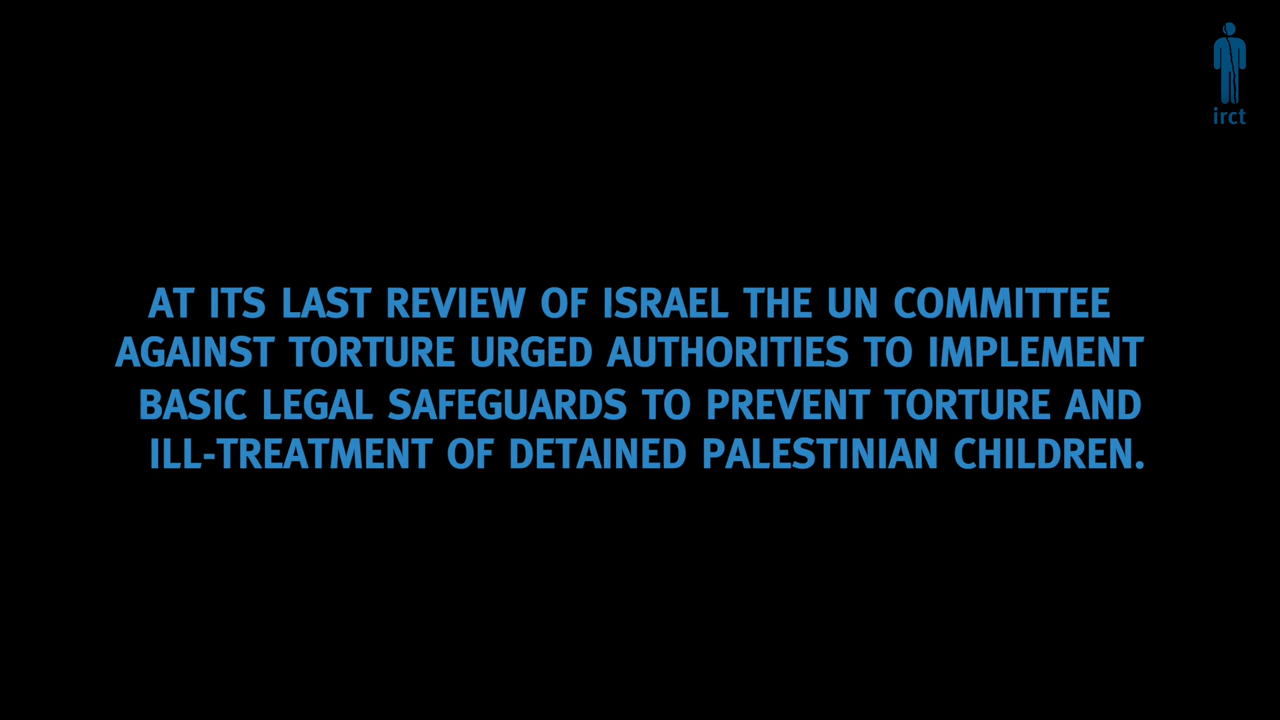 irct
AT ITS LAST REVIEW OF ISRAEL THE UN COMMITTEE
AGAINST TORTURE URGED AUTHORITIES TO IMPLEMENT
BASIC LEGAL SAFEGUARDS TO PREVENT TORTURE AND
ILL-TREATMENT OF DETAINED PALESTINIAN CHILDREN.